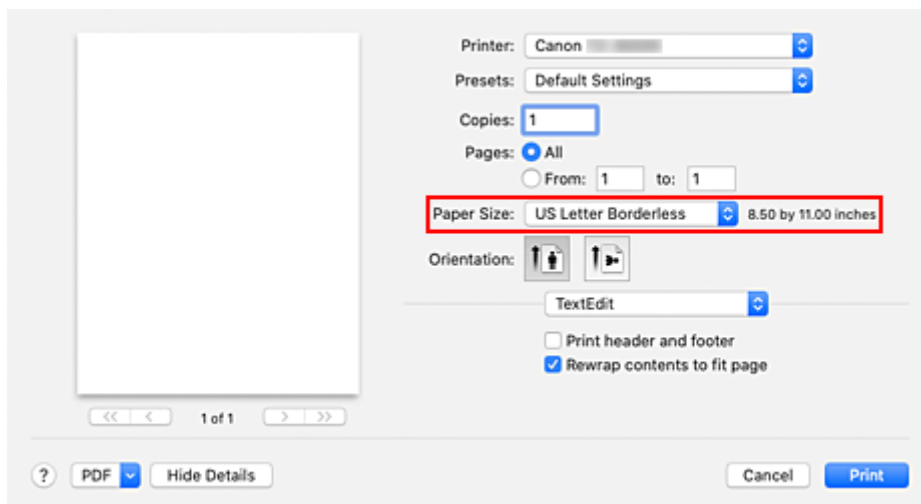 Printer: Canon
Presets: Default Settings
Copies: 1
Pages: All
From: 1 to: 1
Paper Size: US Letter Borderless 8.50 by 11.00 inches
Orientation:
TextEdit
Print header and footer
Rewrap contents to fit page
<< < 1 of 1 > >>
? PDF Hide Details Cancel Print